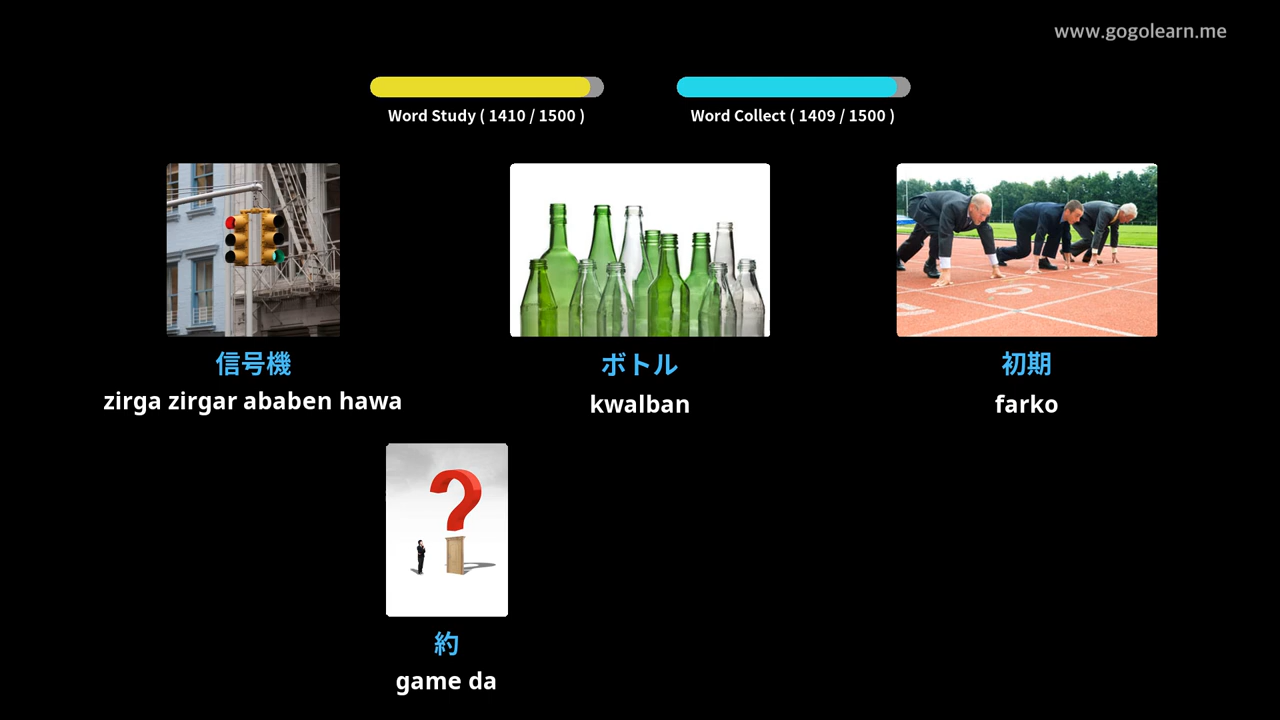 www.gogolearn.me
Word Study ( 1410 / 1500 )
Word Collect ( 1409 / 1500 )
信号機
zirga zirgar ababen hawa
ボトル
kwalban
初期
farko
約
game da